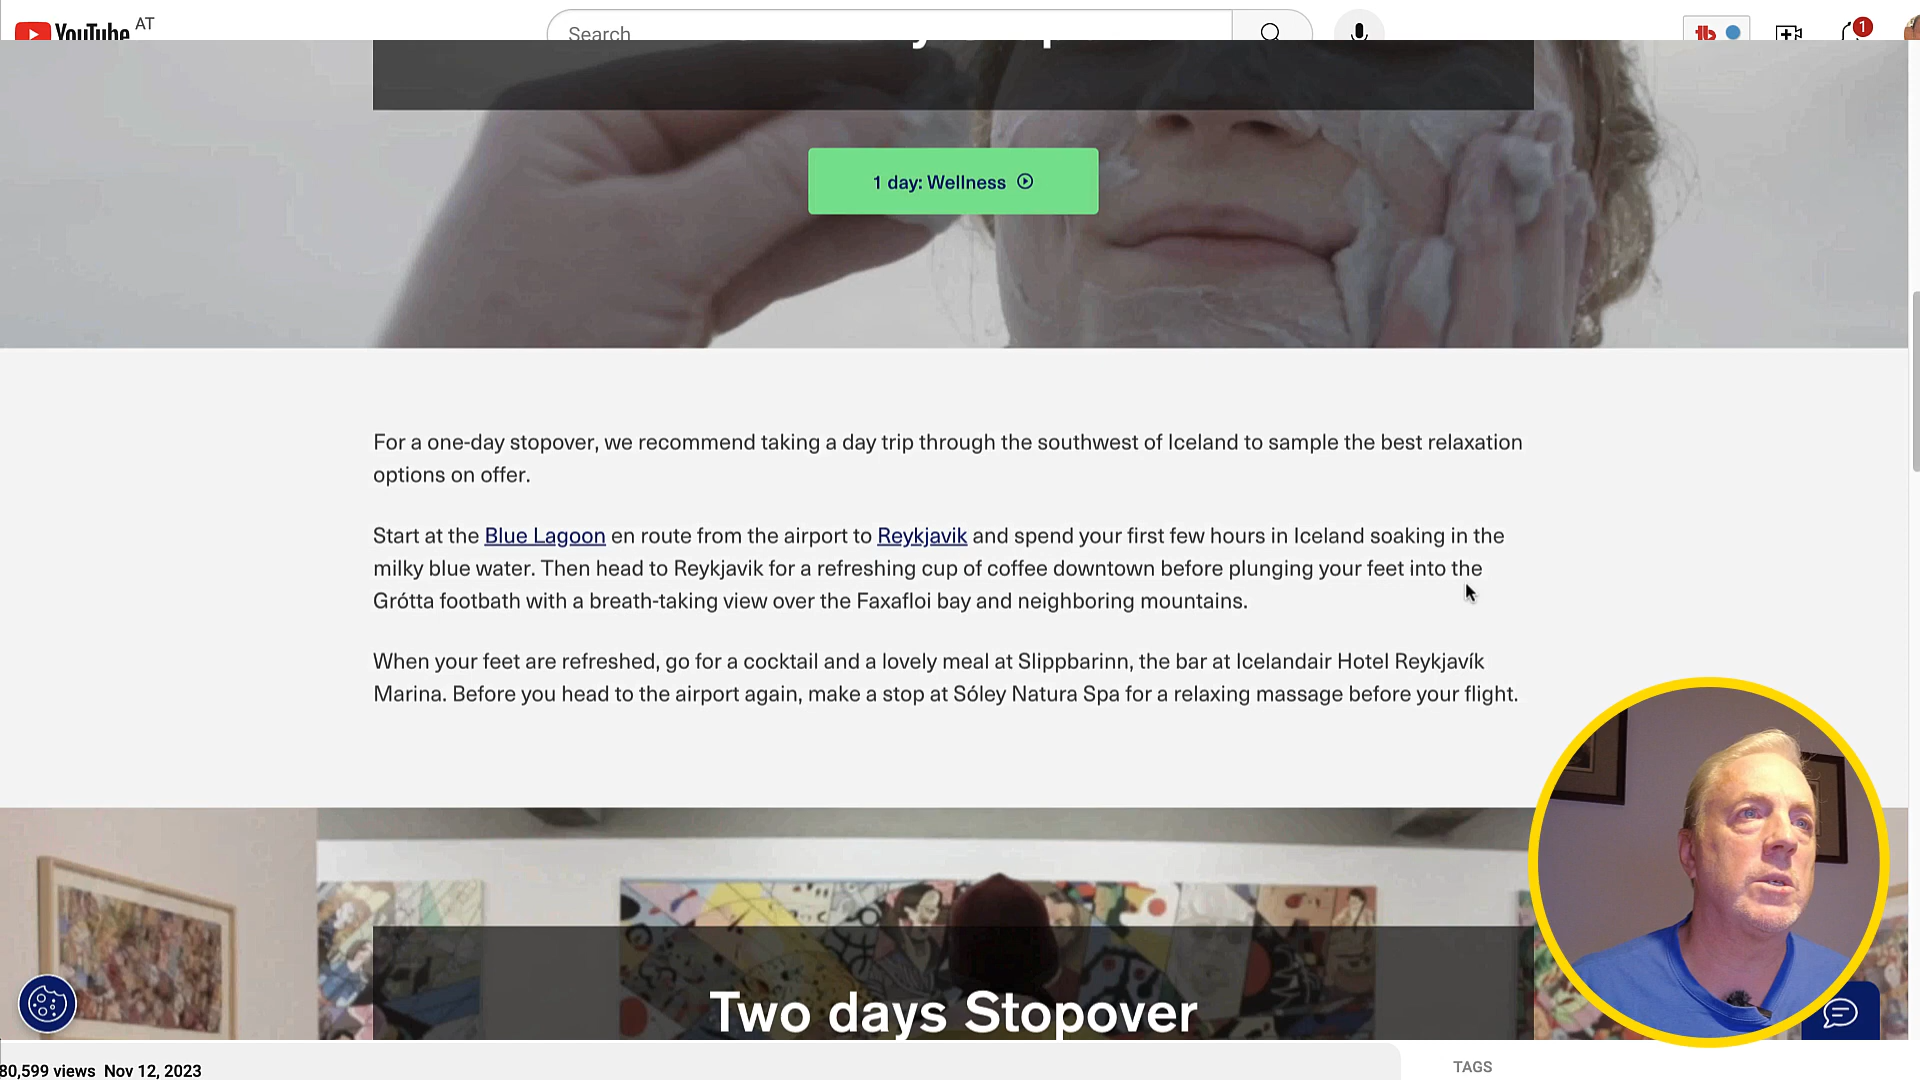 YouTube AT
Search
1
1 day: Wellness
For a one-day stopover, we recommend taking a day trip through the southwest of Iceland to sample the best relaxation
options on offer.
Start at the Blue Lagoon en route from the airport to Reykjavik and spend your first few hours in Iceland soaking in the
milky blue water. Then head to Reykjavik for a refreshing cup of coffee downtown before plunging your feet into the
Grótta footbath with a breath-taking view over the Faxafloi bay and neighboring mountains.
When your feet are refreshed, go for a cocktail and a lovely meal at Slippbarinn, the bar at Icelandair Hotel Reykjavík
Marina. Before you head to the airport again, make a stop at Sóley Natura Spa for a relaxing massage before your flight.
Two days Stopover
80,599 views Nov 12, 2023
TAGS